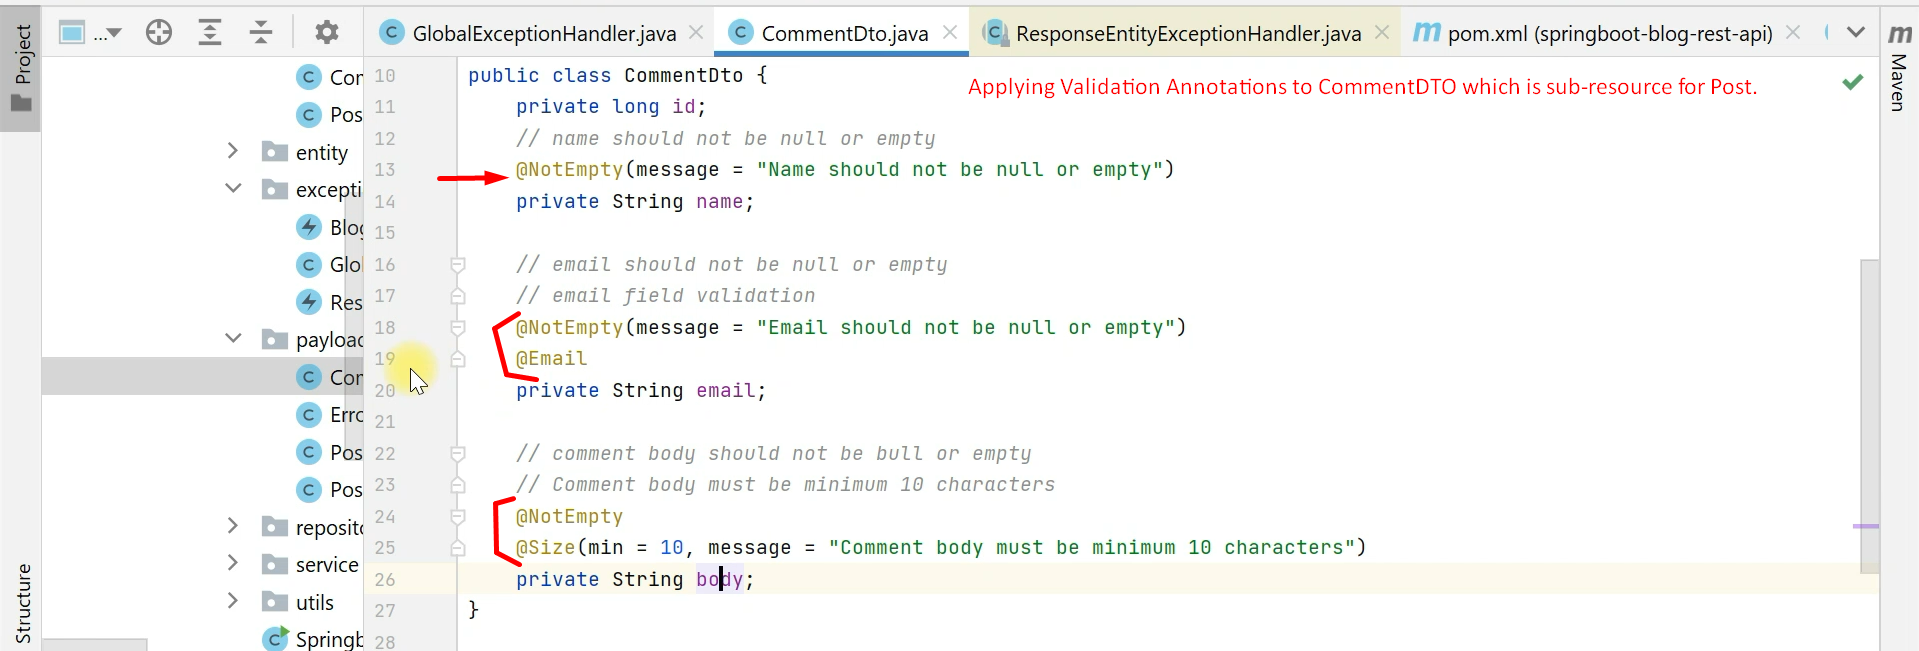 Project
...
GlobalExceptionHandler.java
CommentDto.java
ResponseEntityExceptionHandler.java
m pom.xml (springboot-blog-rest-api)
m Maven
Applying Validation Annotations to CommentDTO which is sub-resource for Post.
C Com
C Pos
entity
excepti
Blog
C Glo
Res
payload
C Com
C Erro
C Pos
C Pos
reposito
service
utils
C Springb
Structure
10 public class CommentDto {
11 private long id;
12 // name should not be null or empty
13 @NotEmpty(message = "Name should not be null or empty")
14 private String name;
15
16 // email should not be null or empty
17 // email field validation
18 @NotEmpty(message = "Email should not be null or empty")
19 @Email
20 private String email;
21
22 // comment body should not be bull or empty
23 // Comment body must be minimum 10 characters
24 @NotEmpty
25 @Size(min = 10, message = "Comment body must be minimum 10 characters")
26 private String body;
27 }
28